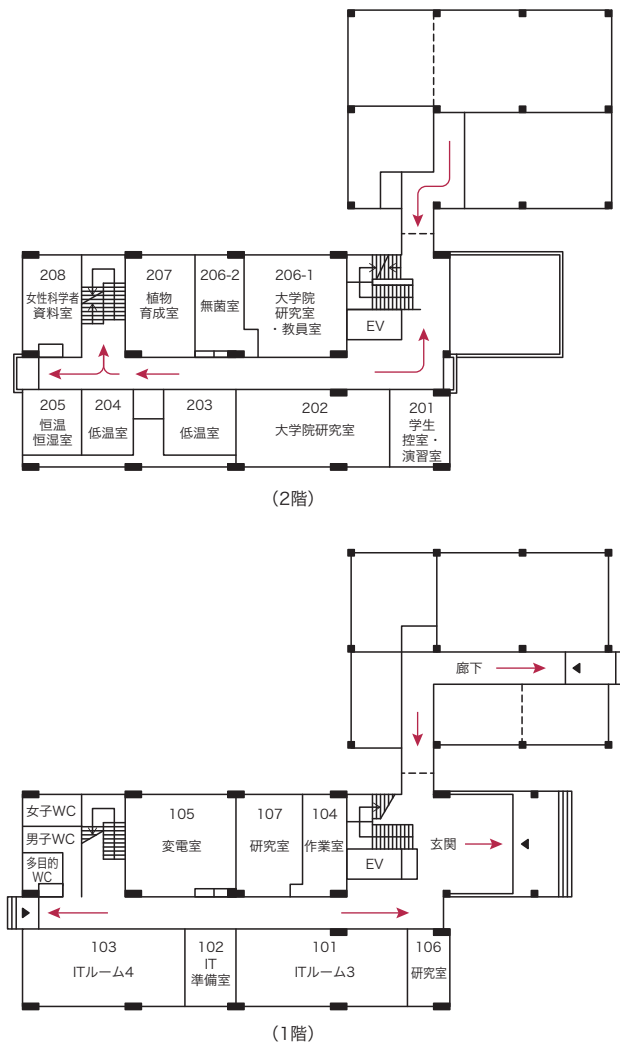 208
女性科学者
資料室
207
植物
育成室
206-2
無菌室
206-1
大学院
研究室
・教員室
EV
205
恒温
恒湿室
204
低温室
203
低温室
202
大学院研究室
201
学生
控室・
演習室
(2階)
廊下
女子WC
男子WC
多目的
WC
105
変電室
107
研究室
104
作業室
EV
玄関
103
ITルーム4
102
IT
準備室
101
ITルーム3
106
研究室
(1階)